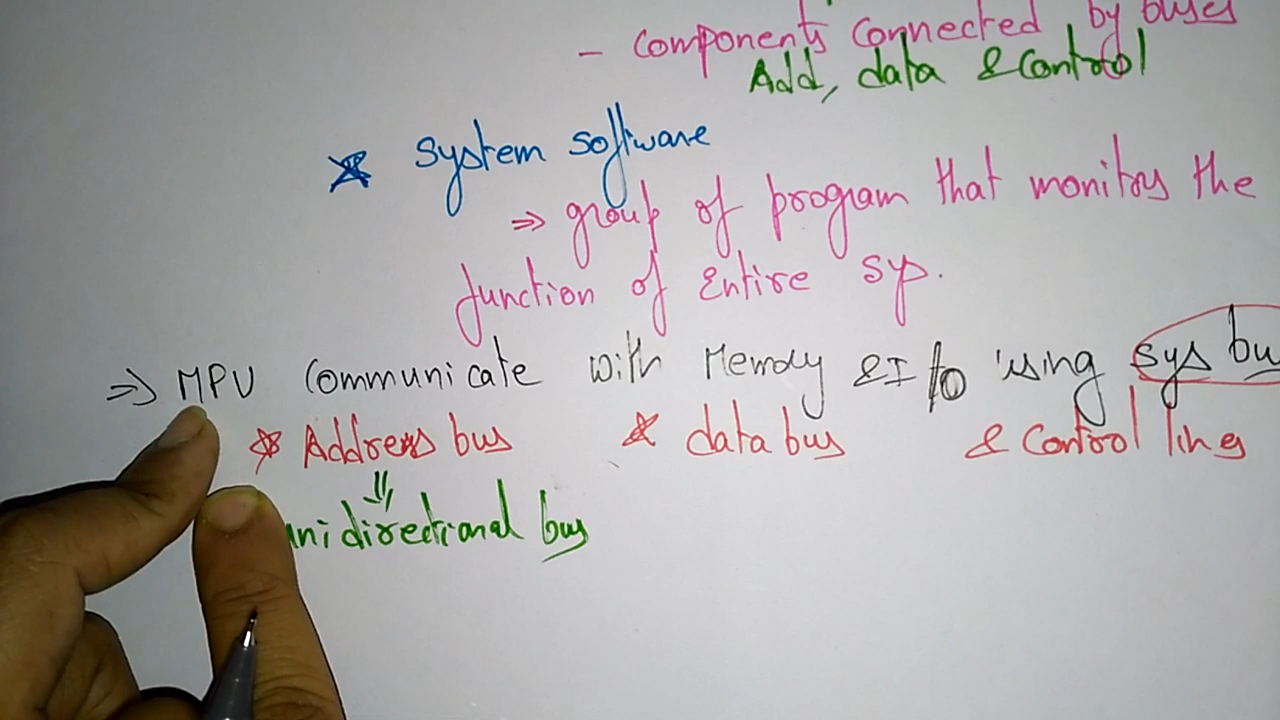 - Components connected by buses
Add, data & Control
* System software
⇒ group of program that monitors the
function of Entire sys.
⇒ MPU Communicate with Memory & I/O using sys bus
* Address bus * data bus & Control lines
unidirectional bus